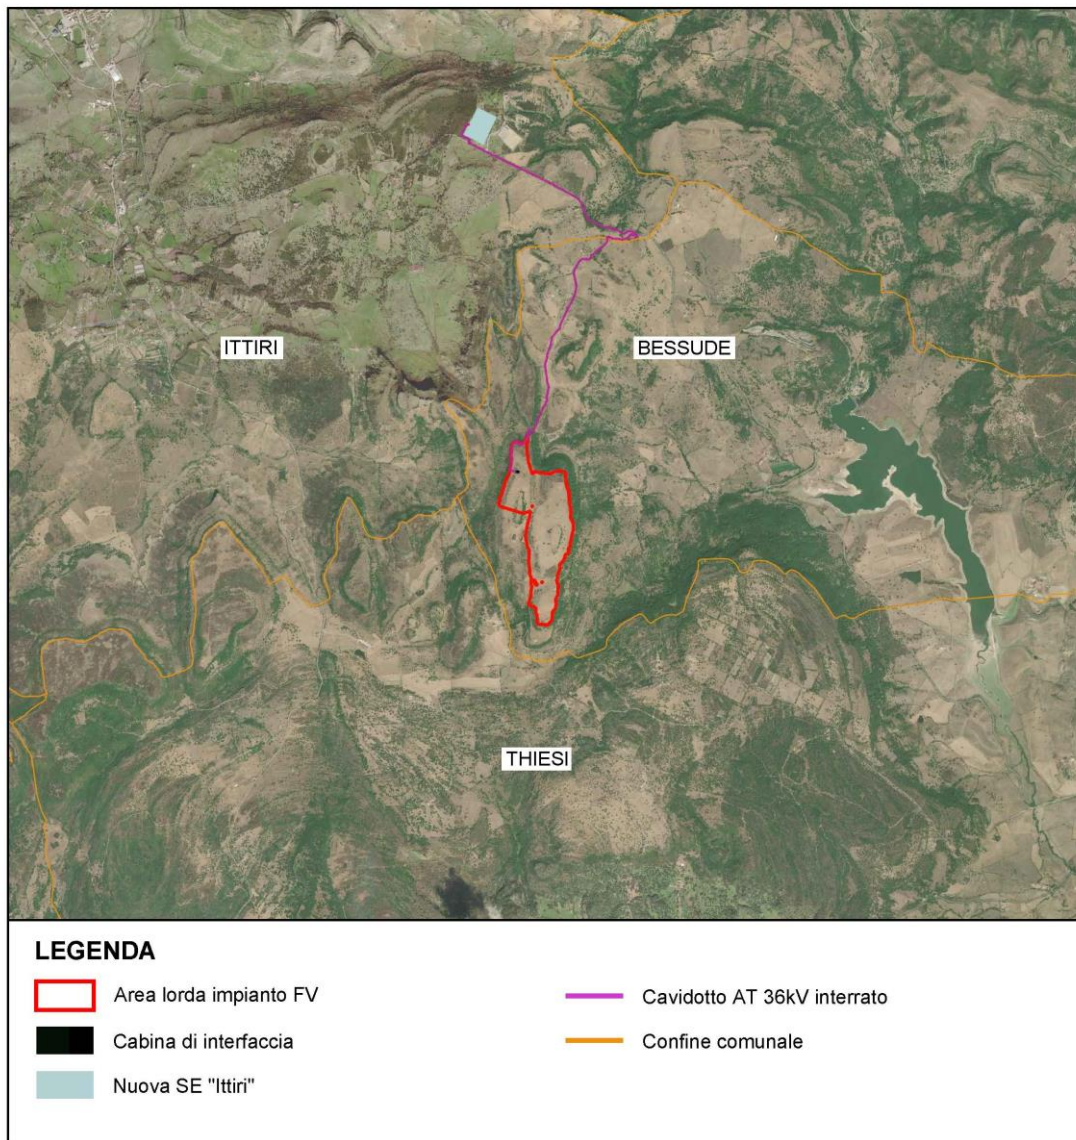 ITTIRI
BESSUDE
THIESI
LEGENDA
Area lorda impianto FV
Cabina di interfaccia
Nuova SE "Ittiri"
Cavidotto AT 36kV interrato
Confine comunale